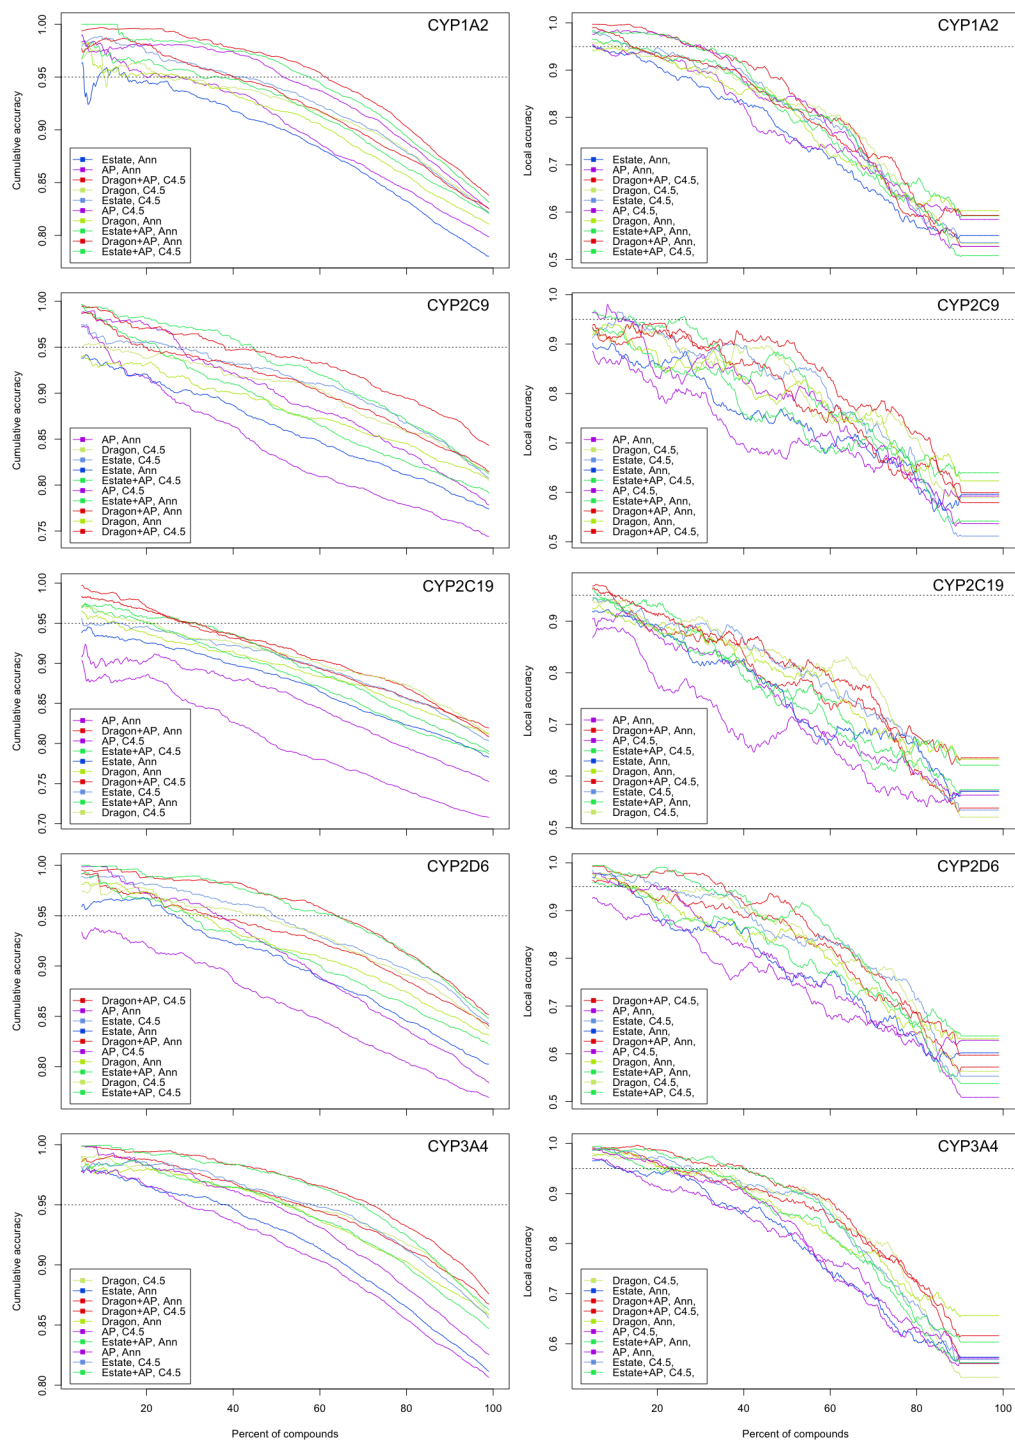 CYP1A2
Cumulative accuracy
1.00
0.95
0.90
0.85
0.80
Estate, Ann
AP, Ann
Dragon+AP, C4.5
Dragon, C4.5
Estate, C4.5
AP, C4.5
Dragon, Ann
Estate+AP, Ann
Dragon+AP, Ann
Estate+AP, C4.5
CYP1A2
Local accuracy
1.0
0.9
0.8
0.7
0.6
0.5
Estate, Ann,
AP, Ann,
Dragon+AP, C4.5,
Dragon, C4.5,
Estate, C4.5,
AP, C4.5,
Dragon, Ann,
Estate+AP, Ann,
Dragon+AP, Ann,
Estate+AP, C4.5,
CYP2C9
Cumulative accuracy
1.00
0.95
0.90
0.85
0.80
0.75
AP, Ann
Dragon, C4.5
Estate, C4.5
Estate, Ann
Estate+AP, C4.5
AP, C4.5
Estate+AP, Ann
Dragon+AP, Ann
Dragon, Ann
Dragon+AP, C4.5
CYP2C9
Local accuracy
1.0
0.9
0.8
0.7
0.6
0.5
AP, Ann,
Dragon, C4.5,
Estate, C4.5,
Estate, Ann,
Estate+AP, C4.5,
AP, C4.5,
Estate+AP, Ann,
Dragon+AP, Ann,
Dragon, Ann,
Dragon+AP, C4.5,
CYP2C19
Cumulative accuracy
1.00
0.95
0.90
0.85
0.80
0.75
0.70
AP, Ann
Dragon+AP, Ann
AP, C4.5
Estate+AP, C4.5
Estate, Ann
Dragon, Ann
Dragon+AP, C4.5
Estate, C4.5
Estate+AP, Ann
Dragon, C4.5
CYP2C19
Local accuracy
0.9
0.8
0.7
0.6
0.5
AP, Ann,
Dragon+AP, Ann,
AP, C4.5,
Estate+AP, C4.5,
Estate, Ann,
Dragon, Ann,
Dragon+AP, C4.5,
Estate, C4.5,
Estate+AP, Ann,
Dragon, C4.5,
CYP2D6
Cumulative accuracy
1.00
0.95
0.90
0.85
0.80
Dragon+AP, C4.5
AP, Ann
Estate, C4.5
Estate, Ann
Dragon+AP, Ann
AP, C4.5
Dragon, Ann
Estate+AP, Ann
Dragon, C4.5
Estate+AP, C4.5
CYP2D6
Local accuracy
1.0
0.9
0.8
0.7
0.6
0.5
Dragon+AP, C4.5,
AP, Ann,
Estate, C4.5,
Estate, Ann,
Dragon+AP, Ann,
AP, C4.5,
Dragon, Ann,
Estate+AP, Ann,
Dragon, C4.5,
Estate+AP, C4.5,
CYP3A4
Cumulative accuracy
1.00
0.95
0.90
0.85
0.80
Dragon, C4.5
Estate, Ann
Dragon+AP, Ann
Dragon+AP, C4.5
Dragon, Ann
AP, C4.5
Estate+AP, Ann
AP, Ann
Estate, C4.5
Estate+AP, C4.5
20 40 60 80 100
Percent of compounds
CYP3A4
Local accuracy
1.0
0.9
0.8
0.7
0.6
Dragon, C4.5,
Estate, Ann,
Dragon+AP, Ann,
Dragon+AP, C4.5,
Dragon, Ann,
AP, C4.5,
Estate+AP, Ann,
AP, Ann,
Estate, C4.5,
Estate+AP, C4.5,
20 40 60 80 100
Percent of compounds